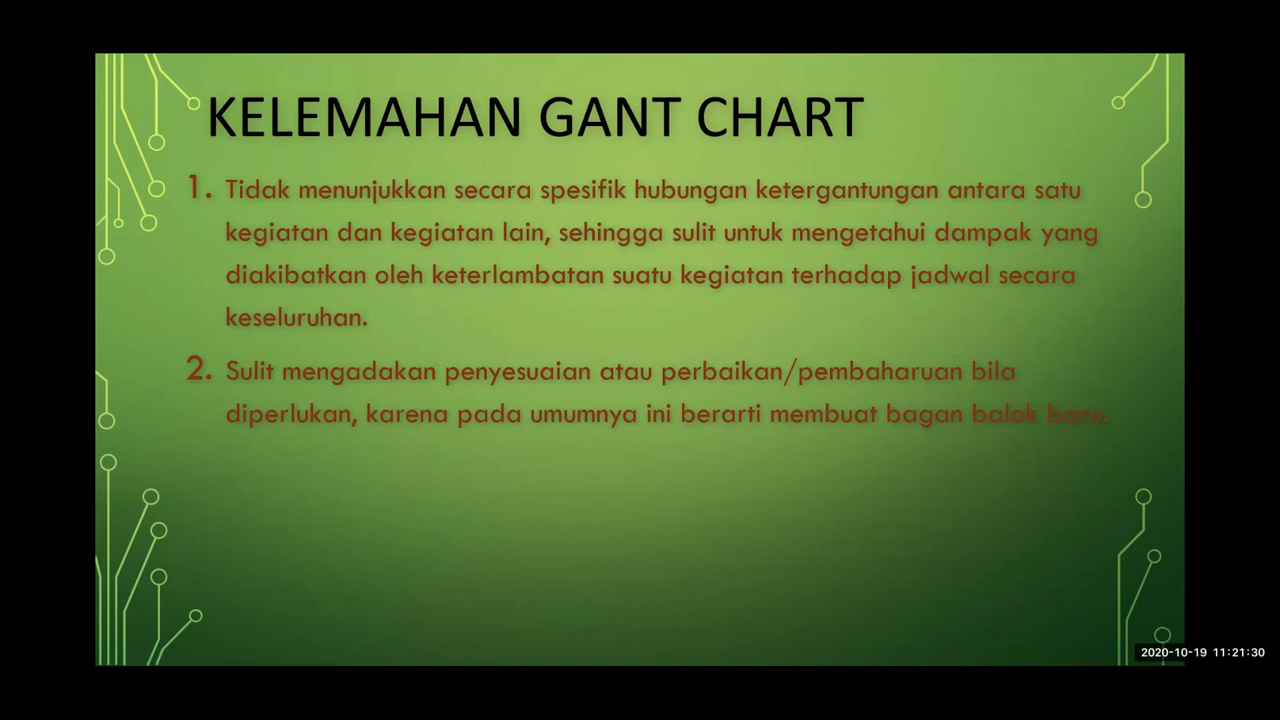 KELEMAHAN GANT CHART
1. Tidak menunjukkan secara spesifik hubungan ketergantungan antara satu
kegiatan dan kegiatan lain, sehingga sulit untuk mengetahui dampak yang
diakibatkan oleh keterlambatan suatu kegiatan terhadap jadwal secara
keseluruhan.
2. Sulit mengadakan penyesuaian atau perbaikan/pembaharuan bila
diperlukan, karena pada umumnya ini berarti membuat bagan balok baru.
2020-10-19 11:21:30